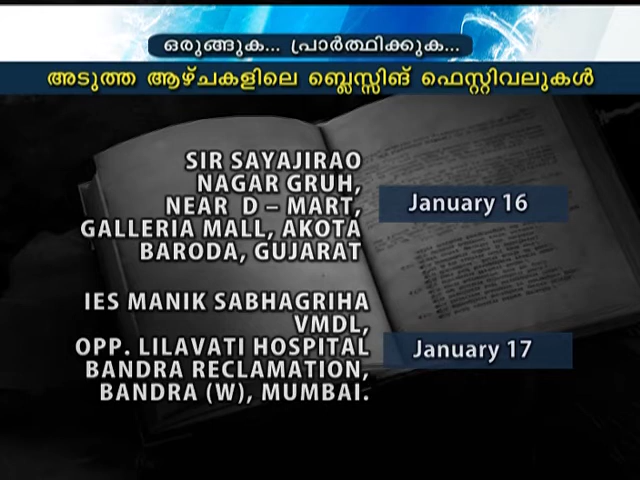 ഒരുങ്ങുക... പ്രാർത്ഥിക്കുക...
അടുത്ത ആഴ്ചകളിലെ ബ്ലെസ്സിങ് ഫെസ്റ്റിവലുകൾ
SIR SAYAJIRAO
NAGAR GRUH,
NEAR D – MART,
GALLERIA MALL, AKOTA
BARODA, GUJARAT
January 16
IES MANIK SABHAGRIHA
VMDL,
OPP. LILAVATI HOSPITAL
BANDRA RECLAMATION,
BANDRA (W), MUMBAI.
January 17